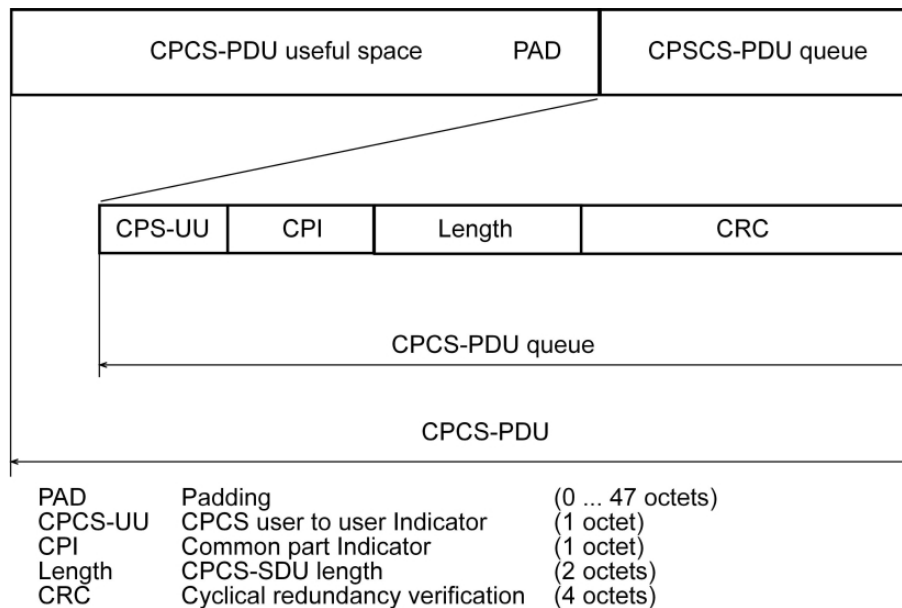 CPCS-PDU useful space PAD CPSCS-PDU queue
CPS-UU CPI Length CRC
CPCS-PDU queue
CPCS-PDU
PAD Padding (0 ... 47 octets)
CPCS-UU CPCS user to user Indicator (1 octet)
CPI Common part Indicator (1 octet)
Length CPCS-SDU length (2 octets)
CRC Cyclical redundancy verification (4 octets)